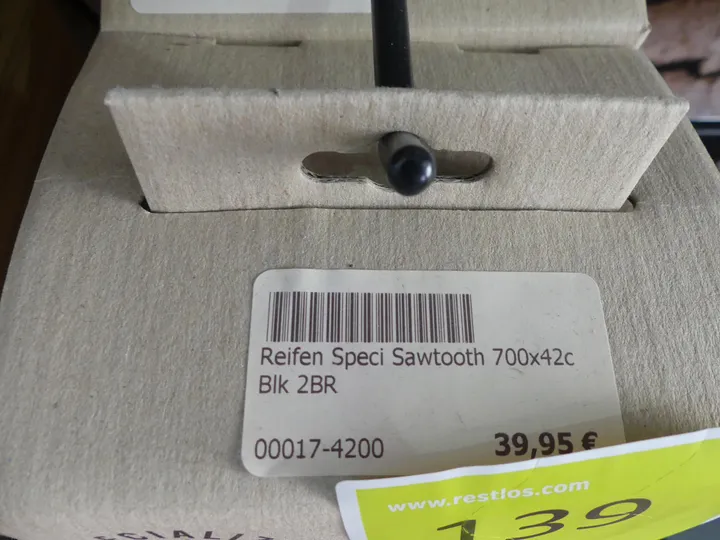 Reifen Speci Sawtooth 700x42c
Blk 2BR
00017-4200 39,95 €
www.restlos.com
139